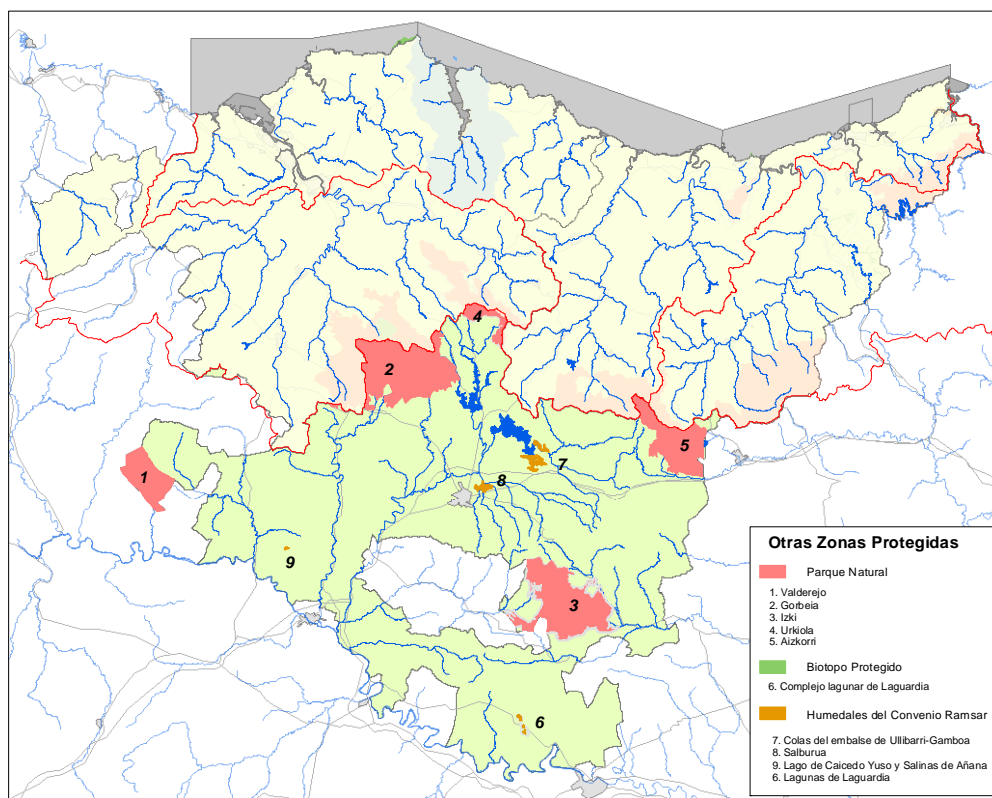 4
2
5
1
7
8
9
3
6
Otras Zonas Protegidas
Parque Natural
1. Valderejo
2. Gorbeia
3. Izki
4. Urkiola
5. Aizkorri
Biotopo Protegido
6. Complejo lagunar de Laguardia
Humedales del Convenio Ramsar
7. Colas del embalse de Ullibarri-Gamboa
8. Salburua
9. Lago de Caicedo Yuso y Salinas de Añana
6. Lagunas de Laguardia